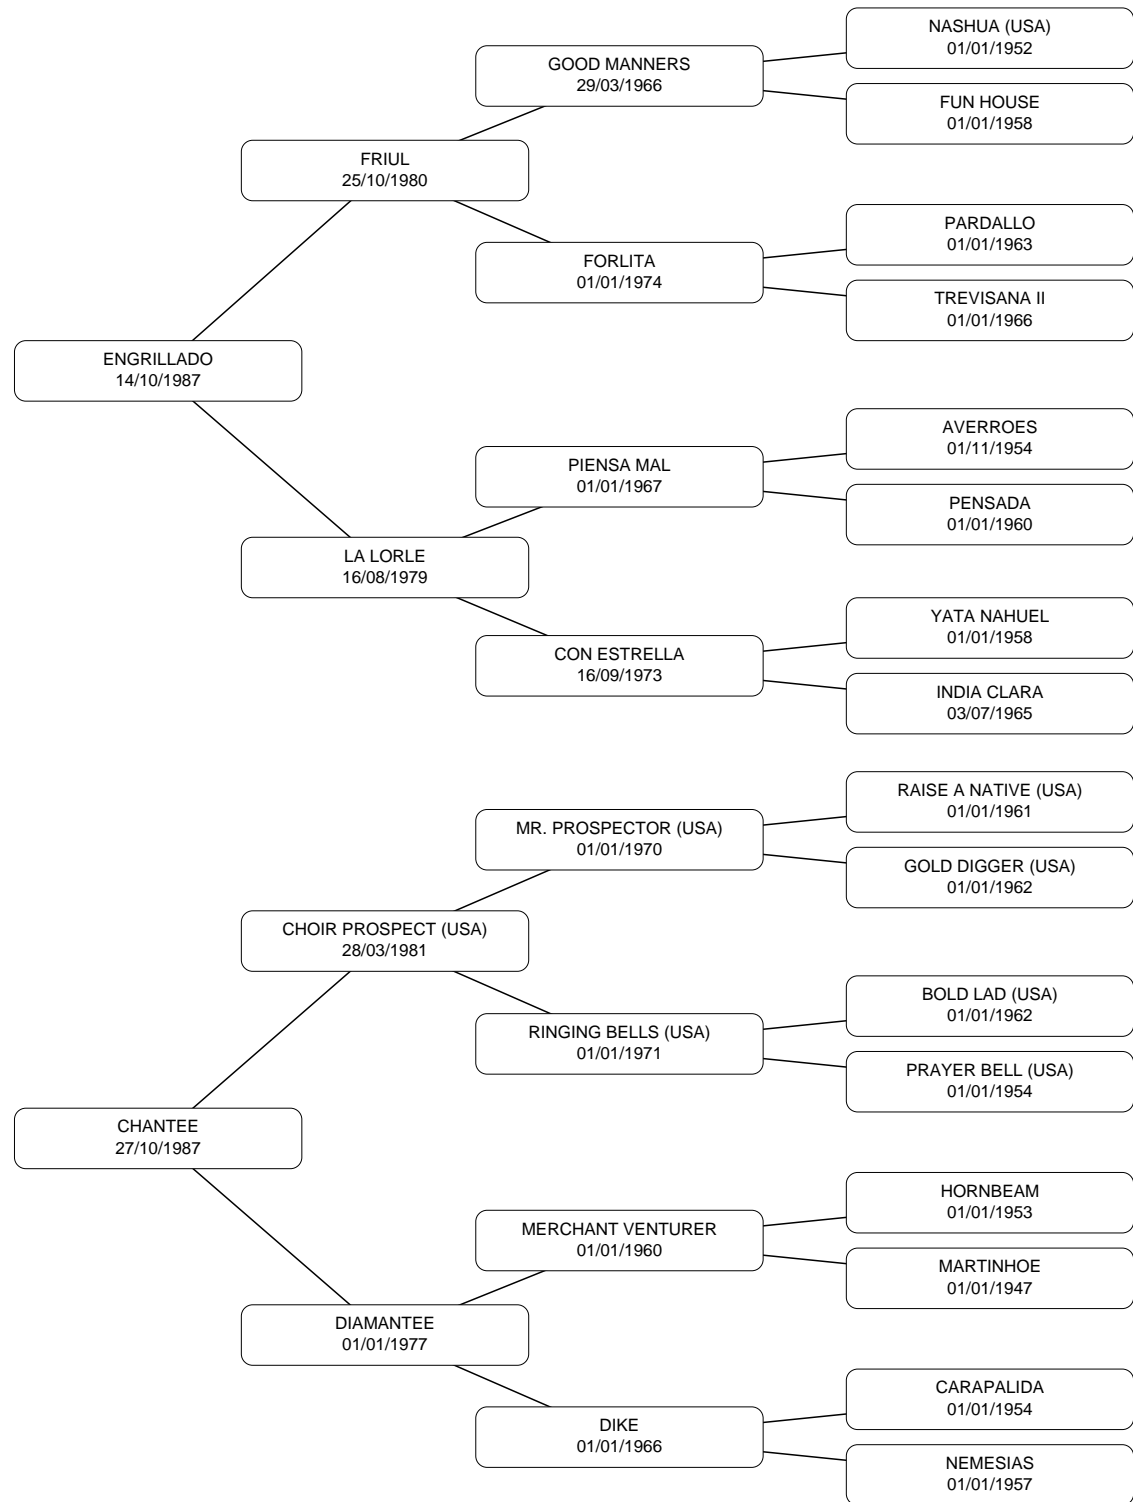 NASHUA (USA)
01/01/1952
GOOD MANNERS
29/03/1966
FUN HOUSE
01/01/1958
FRIUL
25/10/1980
PARDALLO
01/01/1963
FORLITA
01/01/1974
TREVISANA II
01/01/1966
ENGRILLADO
14/10/1987
AVERROES
01/11/1954
PIENSA MAL
01/01/1967
PENSADA
01/01/1960
LA LORLE
16/08/1979
YATA NAHUEL
01/01/1958
CON ESTRELLA
16/09/1973
INDIA CLARA
03/07/1965
RAISE A NATIVE (USA)
01/01/1961
MR. PROSPECTOR (USA)
01/01/1970
GOLD DIGGER (USA)
01/01/1962
CHOIR PROSPECT (USA)
28/03/1981
BOLD LAD (USA)
01/01/1962
RINGING BELLS (USA)
01/01/1971
PRAYER BELL (USA)
01/01/1954
CHANTEE
27/10/1987
HORNBEAM
01/01/1953
MERCHANT VENTURER
01/01/1960
MARTINHOE
01/01/1947
DIAMANTEE
01/01/1977
CARAPALIDA
01/01/1954
DIKE
01/01/1966
NEMESIAS
01/01/1957